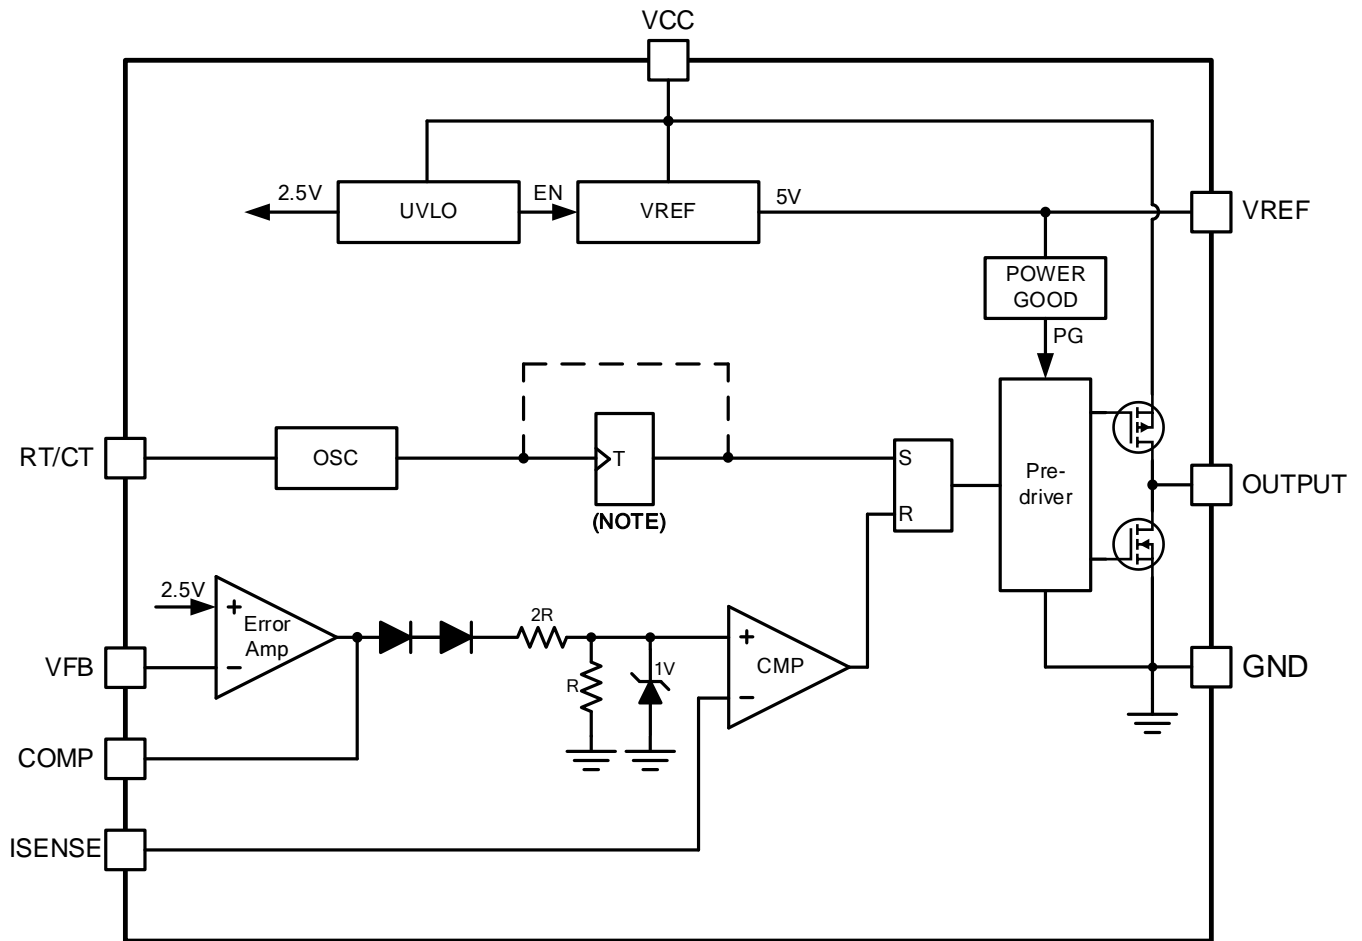 VCC
2.5V
UVLO
EN
VREF
5V
VREF
POWER
GOOD
PG
RT/CT
OSC
T
(NOTE)
S
R
Pre-
driver
OUTPUT
2.5V
+
Error
Amp
−
VFB
2R
R
1V
+
CMP
−
GND
COMP
ISENSE